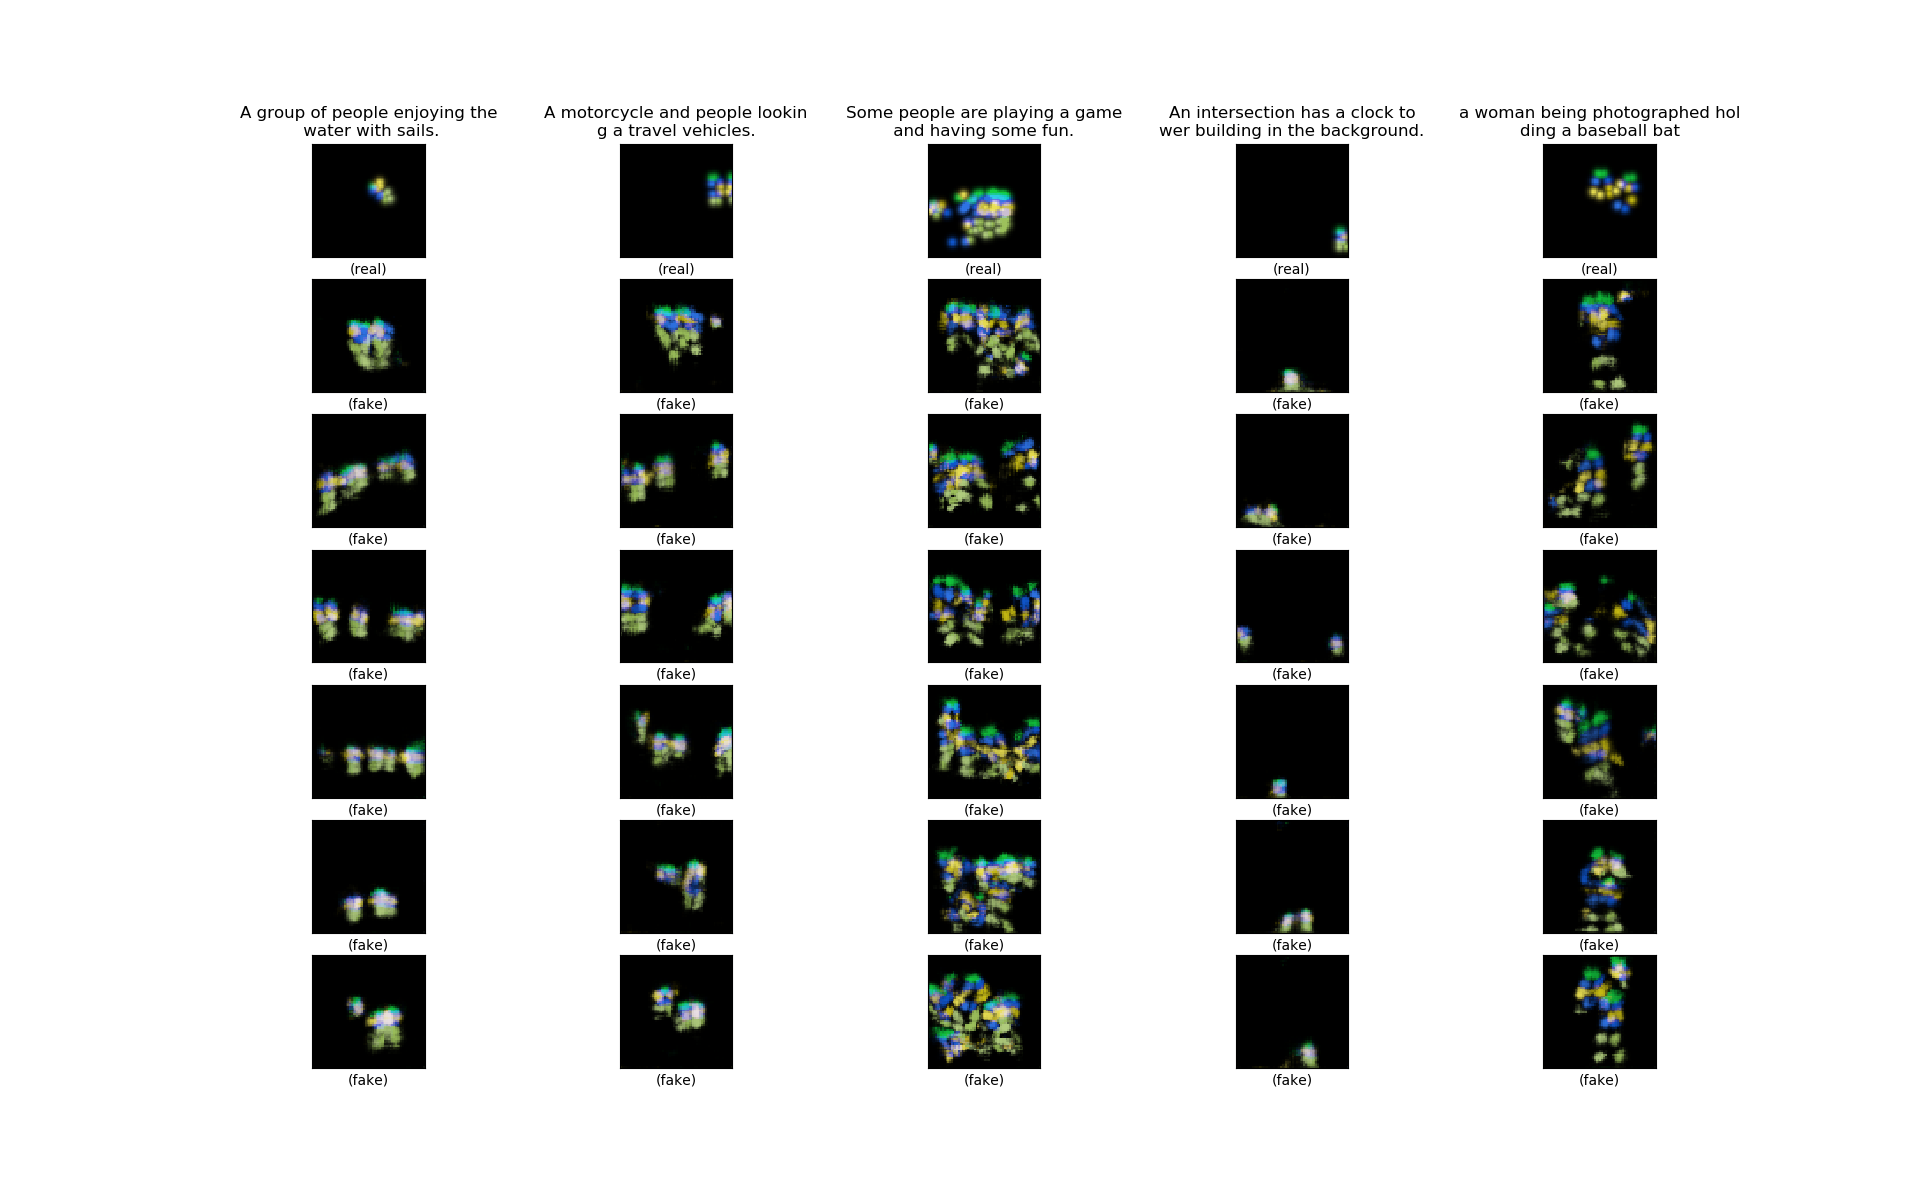 A group of people enjoying the
water with sails.
A motorcycle and people lookin
g a travel vehicles.
Some people are playing a game
and having some fun.
An intersection has a clock to
wer building in the background.
a woman being photographed hol
ding a baseball bat
(real) (real) (real) (real) (real)
(fake) (fake) (fake) (fake) (fake)
(fake) (fake) (fake) (fake) (fake)
(fake) (fake) (fake) (fake) (fake)
(fake) (fake) (fake) (fake) (fake)
(fake) (fake) (fake) (fake) (fake)
(fake) (fake) (fake) (fake) (fake)